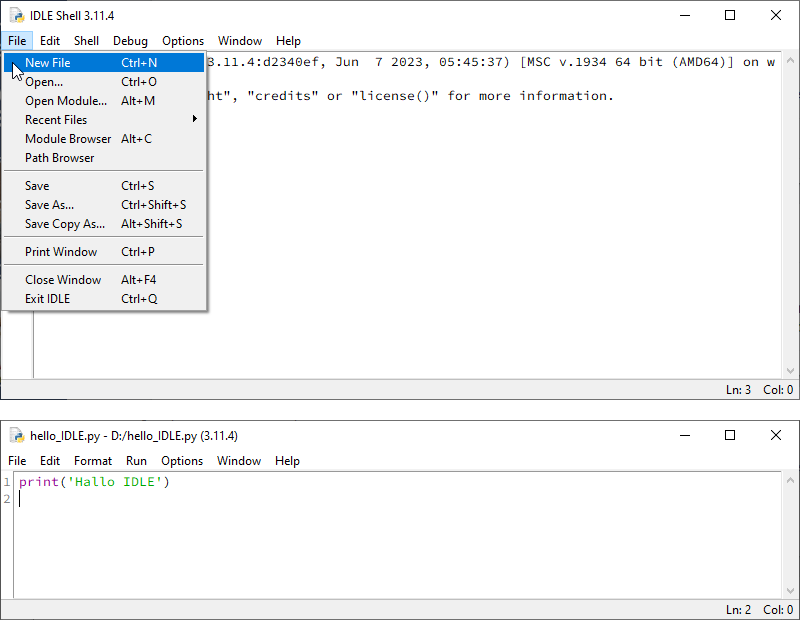 IDLE Shell 3.11.4
File Edit Shell Debug Options Window Help
3.11.4:d2340ef, Jun  7 2023, 05:45:37) [MSC v.1934 64 bit (AMD64)] on w
ht", "credits" or "license()" for more information.
New File Ctrl+N
Open... Ctrl+O
Open Module... Alt+M
Recent Files
Module Browser Alt+C
Path Browser
Save Ctrl+S
Save As... Ctrl+Shift+S
Save Copy As... Alt+Shift+S
Print Window Ctrl+P
Close Window Alt+F4
Exit IDLE Ctrl+Q
Ln: 3 Col: 0
hello_IDLE.py - D:/hello_IDLE.py (3.11.4)
File Edit Format Run Options Window Help
1 print('Hallo IDLE')
2
Ln: 2 Col: 0